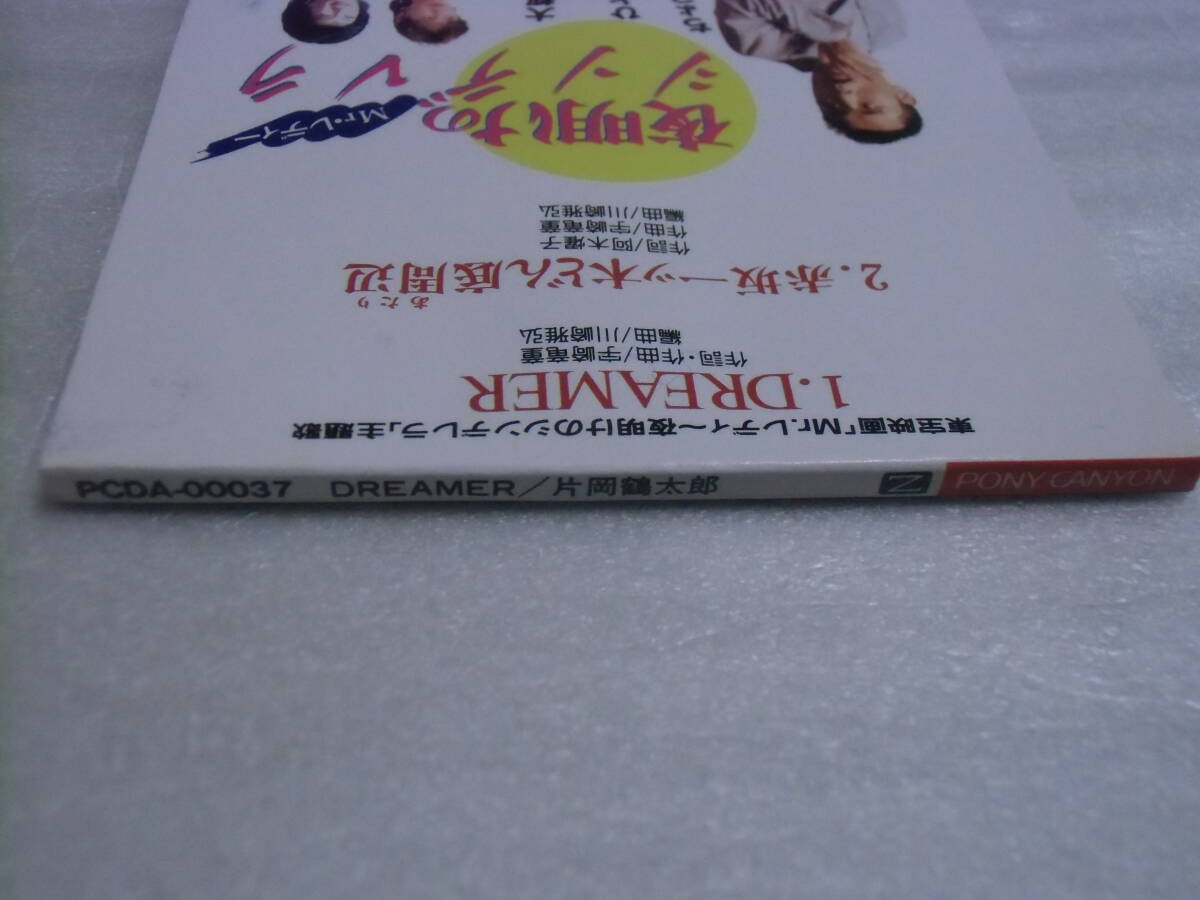 PCDA-00037 DREAMER／片岡鶴太郎 PONY CANYON
東宝映画「Mr.レディ〜夜明けのシンデレラ」主題歌
1・DREAMER
作詞・作曲/宇崎竜童
編曲/川崎雅弘
2・赤坂一ッ木どん底周辺
あたり
作詞/阿木燿子
作曲/宇崎竜童
編曲/川崎雅弘
Mr・レディー
夜明けの
シンデレラ